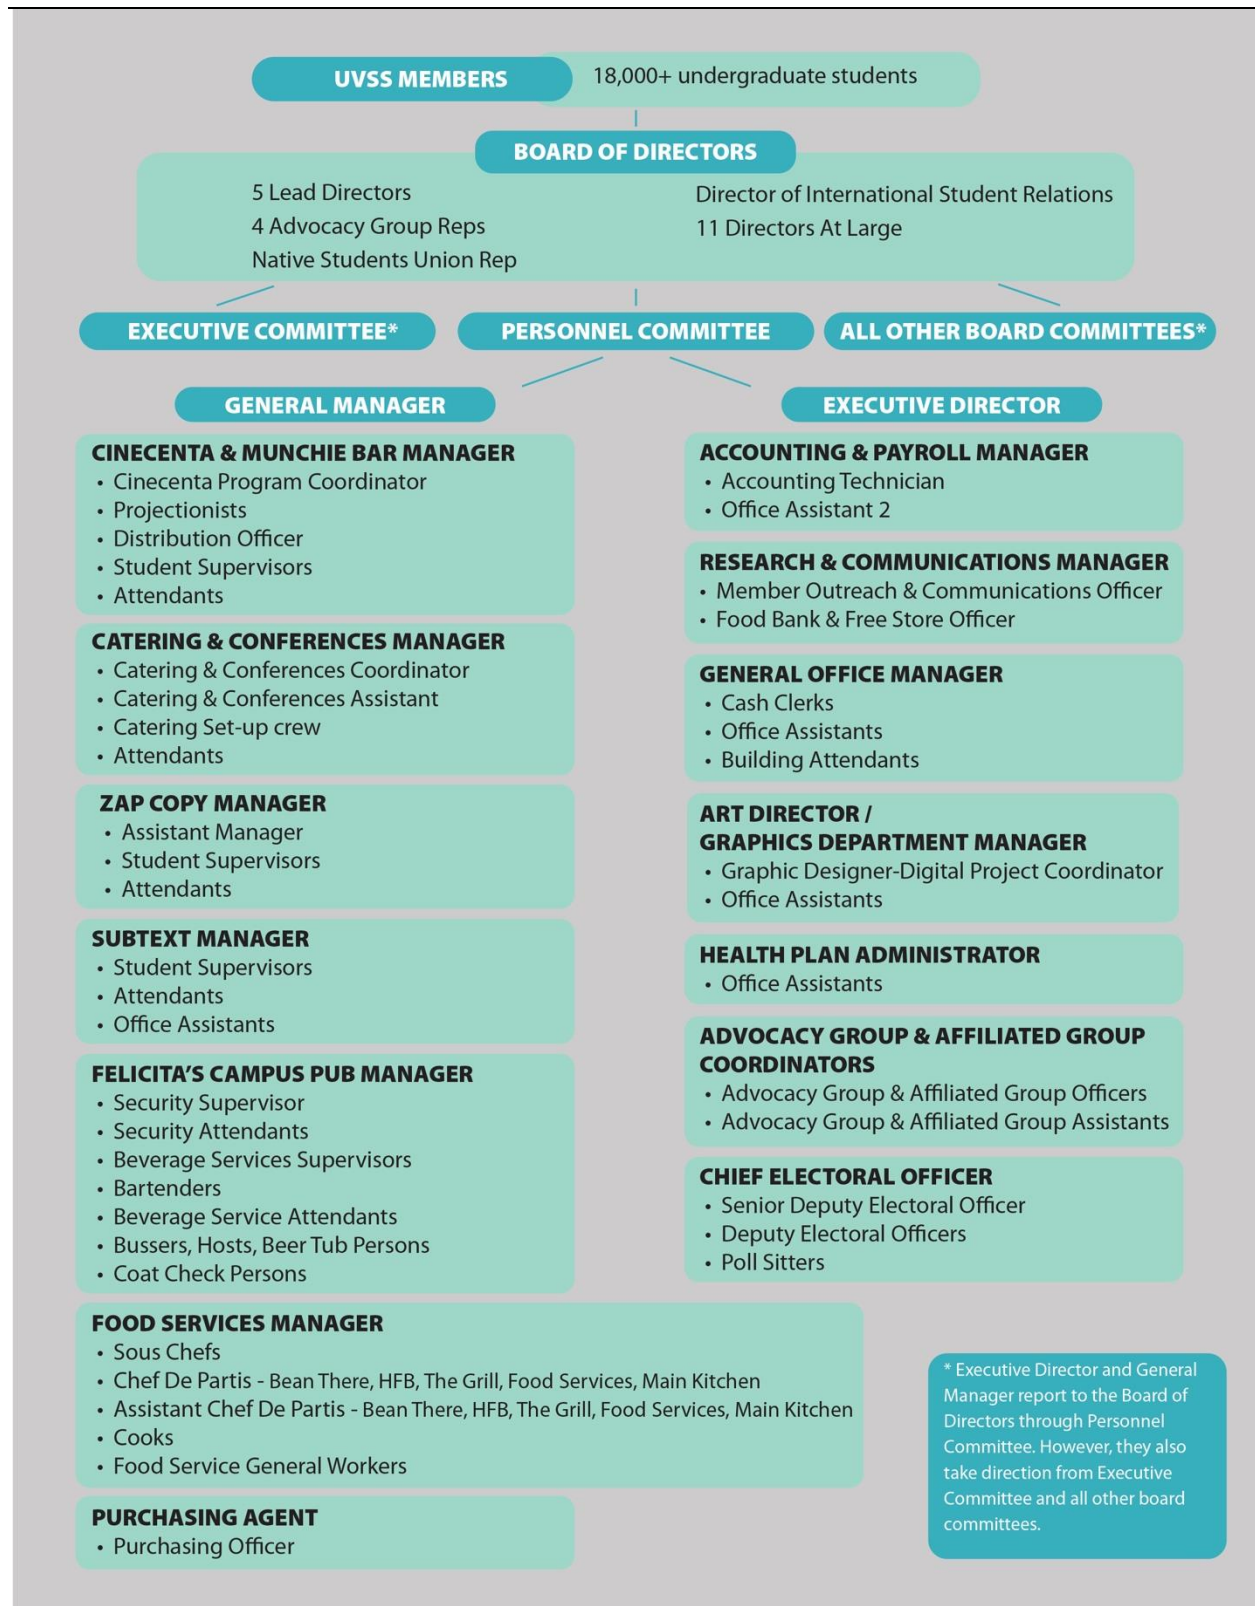 UVSS MEMBERS
18,000+ undergraduate students
BOARD OF DIRECTORS
5 Lead Directors
4 Advocacy Group Reps
Native Students Union Rep
Director of International Student Relations
11 Directors At Large
EXECUTIVE COMMITTEE*
PERSONNEL COMMITTEE
ALL OTHER BOARD COMMITTEES*
GENERAL MANAGER
CINECENTA & MUNCHIE BAR MANAGER
• Cinecenta Program Coordinator
• Projectionists
• Distribution Officer
• Student Supervisors
• Attendants
CATERING & CONFERENCES MANAGER
• Catering & Conferences Coordinator
• Catering & Conferences Assistant
• Catering Set-up crew
• Attendants
ZAP COPY MANAGER
• Assistant Manager
• Student Supervisors
• Attendants
SUBTEXT MANAGER
• Student Supervisors
• Attendants
• Office Assistants
FELICITA'S CAMPUS PUB MANAGER
• Security Supervisor
• Security Attendants
• Beverage Services Supervisors
• Bartenders
• Beverage Service Attendants
• Bussers, Hosts, Beer Tub Persons
• Coat Check Persons
FOOD SERVICES MANAGER
• Sous Chefs
• Chef De Partis - Bean There, HFB, The Grill, Food Services, Main Kitchen
• Assistant Chef De Partis - Bean There, HFB, The Grill, Food Services, Main Kitchen
• Cooks
• Food Service General Workers
PURCHASING AGENT
• Purchasing Officer
EXECUTIVE DIRECTOR
ACCOUNTING & PAYROLL MANAGER
• Accounting Technician
• Office Assistant 2
RESEARCH & COMMUNICATIONS MANAGER
• Member Outreach & Communications Officer
• Food Bank & Free Store Officer
GENERAL OFFICE MANAGER
• Cash Clerks
• Office Assistants
• Building Attendants
ART DIRECTOR /
GRAPHICS DEPARTMENT MANAGER
• Graphic Designer-Digital Project Coordinator
• Office Assistants
HEALTH PLAN ADMINISTRATOR
• Office Assistants
ADVOCACY GROUP & AFFILIATED GROUP
COORDINATORS
• Advocacy Group & Affiliated Group Officers
• Advocacy Group & Affiliated Group Assistants
CHIEF ELECTORAL OFFICER
• Senior Deputy Electoral Officer
• Deputy Electoral Officers
• Poll Sitters
* Executive Director and General
Manager report to the Board of
Directors through Personnel
Committee. However, they also
take direction from Executive
Committee and all other board
committees.